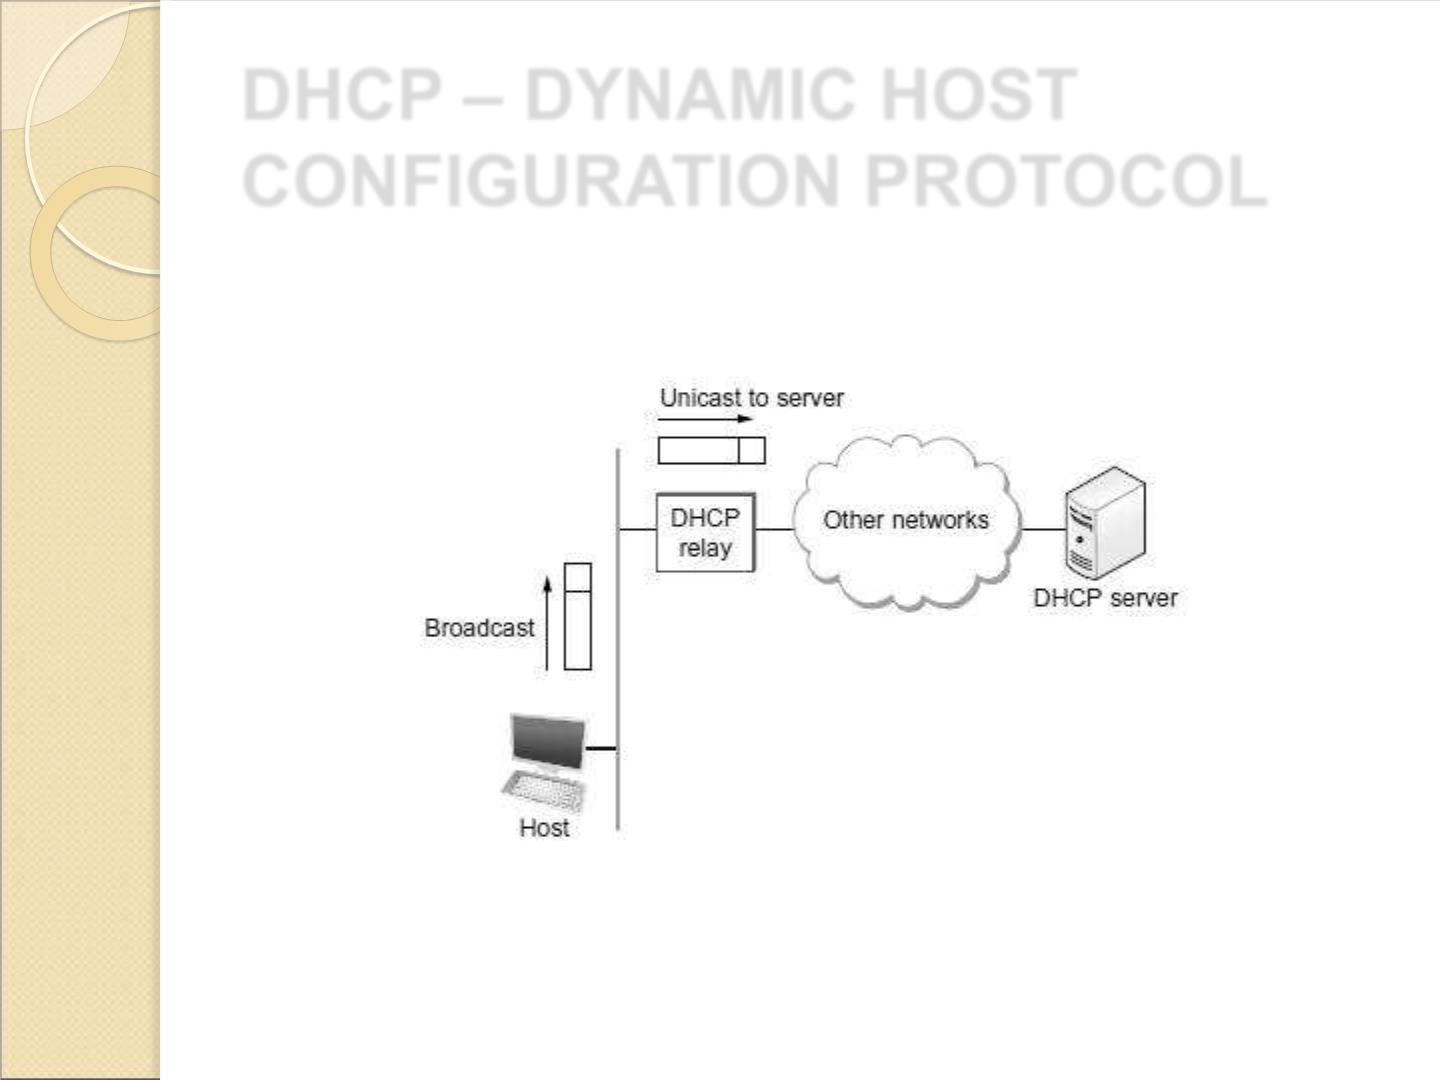 DHCP – DYNAMIC HOST
CONFIGURATION PROTOCOL
Unicast to server
DHCP
relay
Other networks
DHCP server
Broadcast
Host